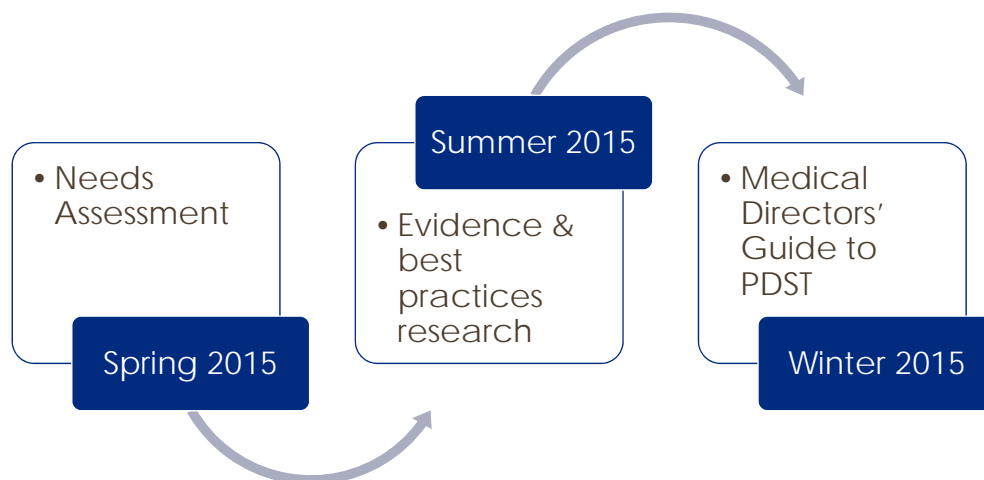 • Needs
Assessment
Spring 2015
Summer 2015
• Evidence &
best
practices
research
• Medical
Directors’
Guide to
PDST
Winter 2015